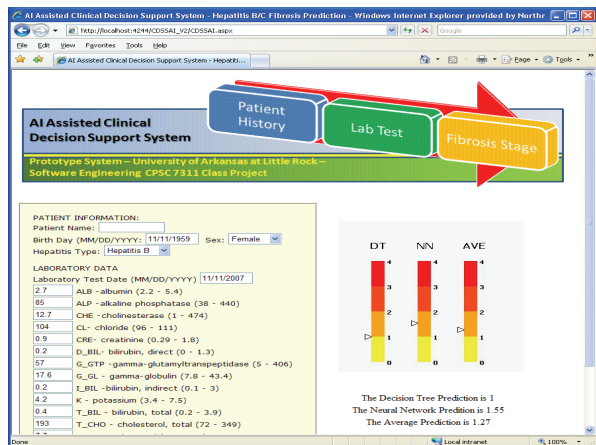 AI Assisted Clinical Decision Support System - Hepatitis B/C Fibrosis Prediction - Windows Internet Explorer provided by Northr
http://localhost:4244/CDSSAI_V2/CDSSAI.aspx
Google
File Edit View Favorites Tools Help
AI Assisted Clinical Decision Support System - Hepatiti...
Page Tools
AI Assisted Clinical
Decision Support System
Patient
History
Lab Test
Fibrosis Stage
Prototype System – University of Arkansas at Little Rock –
Software Engineering CPSC 7311 Class Project
PATIENT INFORMATION:
Patient Name:
Birth Day (MM/DD/YYYY: 11/11/1959 Sex: Female
Hepatitis Type: Hepatitis B
LABORATORY DATA
Laboratory Test Date (MM/DD/YYYY) 11/11/2007
2.7 ALB -albumin (2.2 - 5.4)
85 ALP -alkaline phosphatase (38 - 440)
12.7 CHE -cholinesterase (1 - 474)
104 CL- chloride (96 - 111)
0.9 CRE- creatinine (0.29 - 1.8)
0.2 D_BIL- bilirubin, direct (0 - 1.3)
57 G_GTP -gamma-glutamyltranspeptidase (5 - 406)
17.6 G_GL - gamma-globulin (7.8 - 43.4)
0.2 I_BIL -bilirubin, indirect (0.1 - 3)
4.2 K - potassium (3.4 - 7.5)
0.4 T_BIL - bilirubin, total (0.2 - 3.9)
193 T_CHO - cholesterol, total (72 - 349)
DT NN AVE
4 4 4
3 3 3
2 2 2
1 1 1
0 0 0
The Decision Tree Prediction is 1
The Neural Network Predition is 1.55
The Average Prediction is 1.27
Done
Local intranet
100%